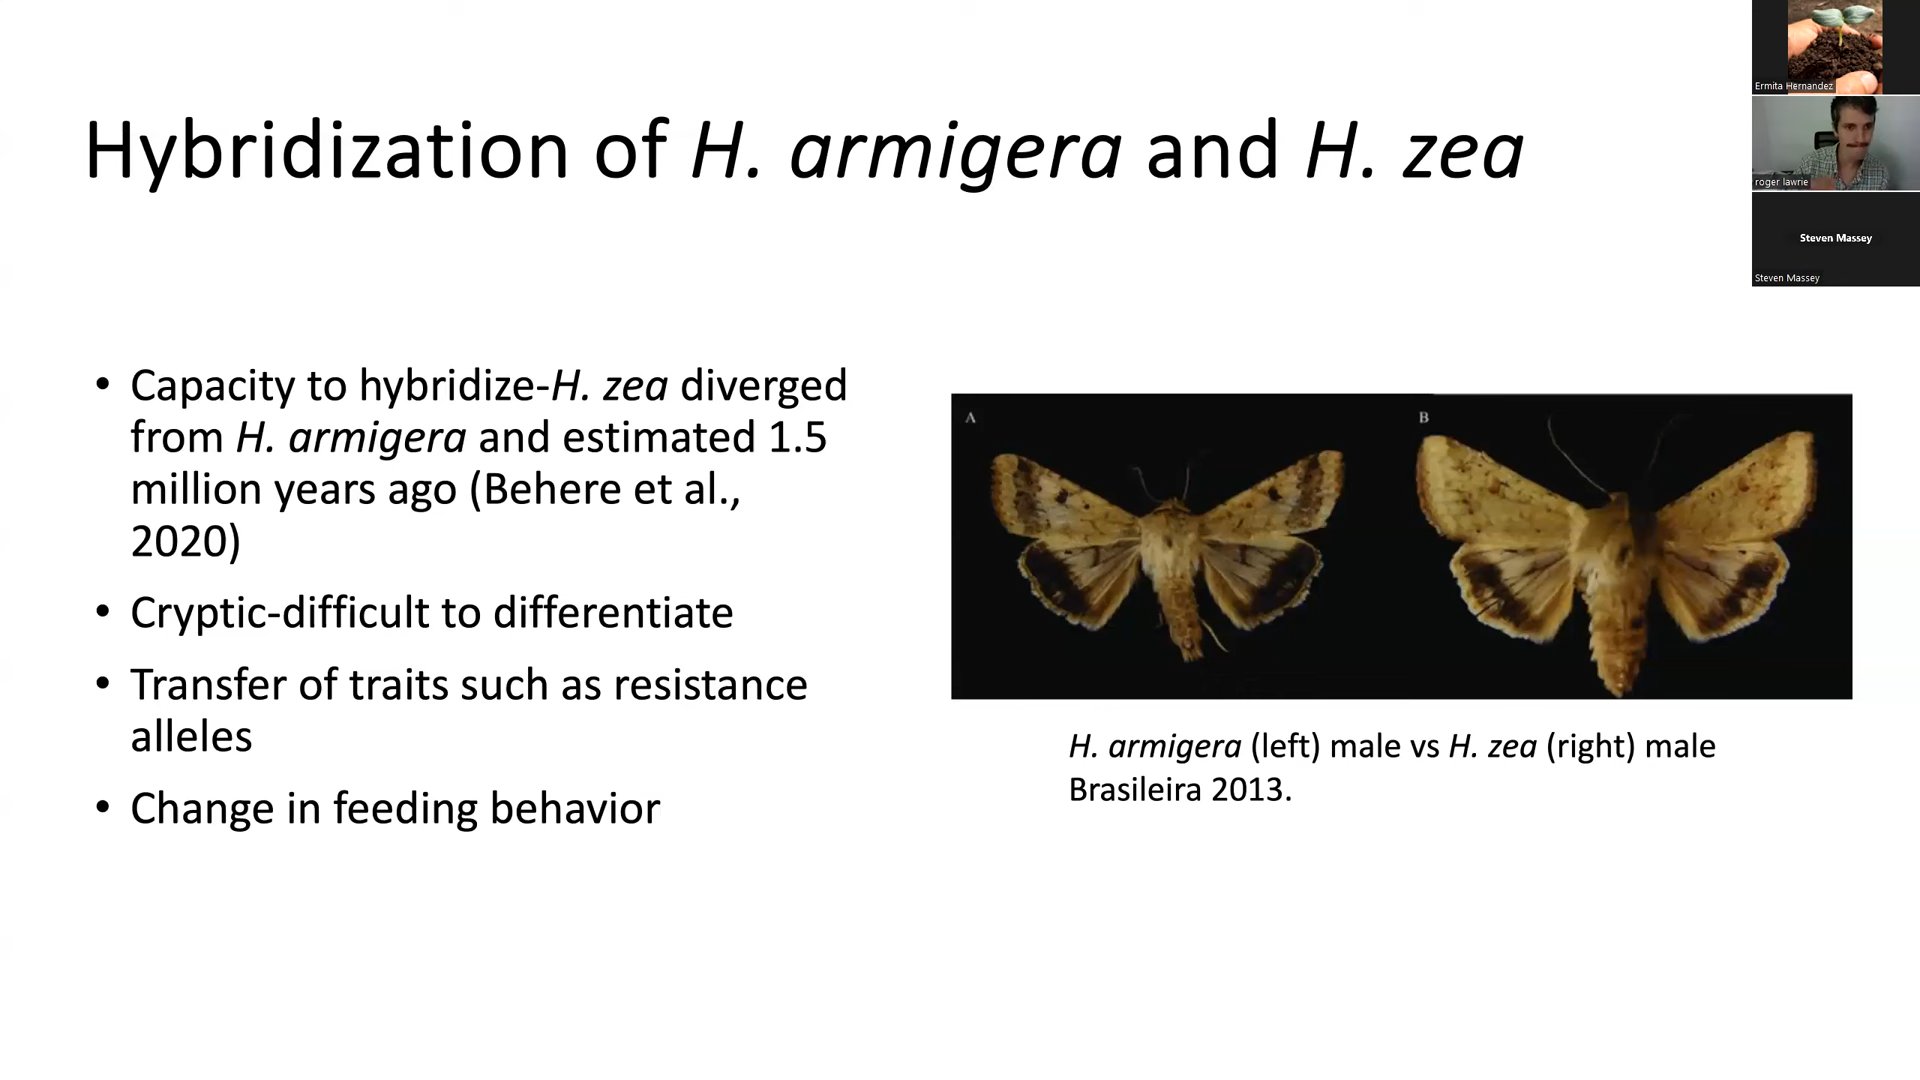 Hybridization of H. armigera and H. zea
• Capacity to hybridize-H. zea diverged
from H. armigera and estimated 1.5
million years ago (Behere et al.,
2020)
• Cryptic-difficult to differentiate
• Transfer of traits such as resistance
alleles
• Change in feeding behavior
A
B
H. armigera (left) male vs H. zea (right) male
Brasileira 2013.
Ermita Hernandez
roger lawrie
Steven Massey
Steven Massey